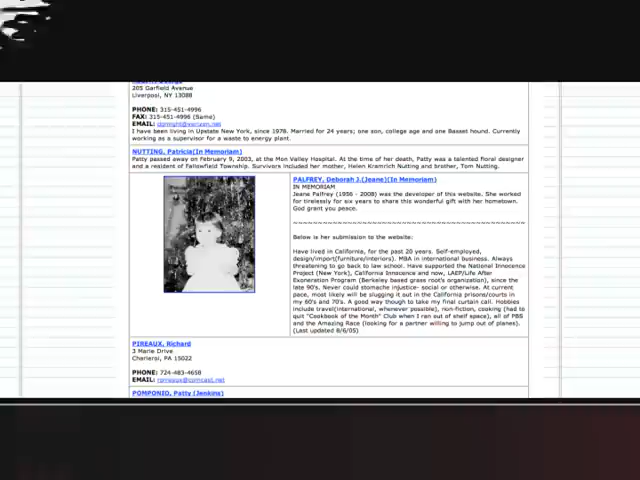 205 Garfield Avenue
Liverpool, NY 13088
PHONE: 315-451-4996
FAX: 315-451-4996 (Same)
EMAIL:
I have been living in Upstate New York, since 1978. Married for 24 years; one son, college age and one Basset hound. Currently
working as a supervisor for a waste to energy plant.
NUTTING, Patricia(In Memoriam)
Patty passed away on February 9, 2003, at the Mon Valley Hospital. At the time of her death, Patty was a talented floral designer
and a resident of Fallowfield Township. Survivors included her mother, Helen Kramrich Nutting and brother, Tom Nutting.
PALFREY, Deborah J.(Jeane)(In Memoriam)
IN MEMORIAM
Jeane Palfrey (1956 - 2008) was the developer of this website. She worked
for tirelessly for six years to share this wonderful gift with her hometown.
God grant you peace.
Below is her submission to the website:
Have lived in California, for the past 20 years. Self-employed,
design/import(furniture/interiors). MBA in international business. Always
threatening to go back to law school. Have supported the National Innocence
Project (New York), California Innocence and now, LAEP/Life After
Exoneration Program (Berkeley based grass root's organization), since the
late 90's. Never could stomache injustice- social or otherwise. At current
pace, most likely will be slugging it out in the California prisons/courts in
my 60's and 70's. A good way though to take my final curtain call. Hobbies
include travel(international, whenever possible), non-fiction, cooking (had to
quit "Cookbook of the Month" Club when I ran out of shelf space), all of PBS
and the Amazing Race (looking for a partner willing to jump out of planes).
(Last updated 8/6/05)
PIREAUX, Richard
3 Marie Drive
Charleroi, PA 15022
PHONE: 724-483-4658
EMAIL: rpireaux@comcast.net
POMPONIO, Patty (Jenkins)